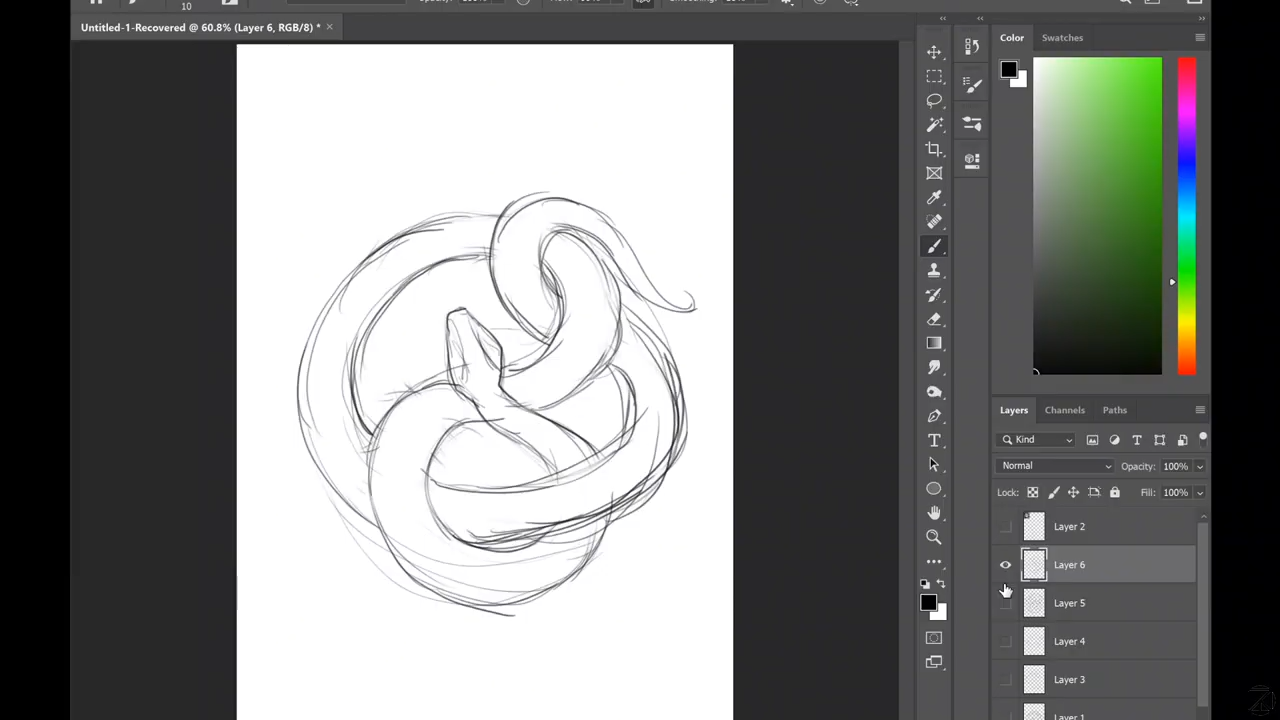 10
Untitled-1-Recovered @ 60.8% (Layer 6, RGB/8) *
Color
Swatches
Layers
Channels
Paths
Kind
Normal
Opacity: 100%
Lock:
Fill: 100%
Layer 2
Layer 6
Layer 5
Layer 4
Layer 3
Layer 1